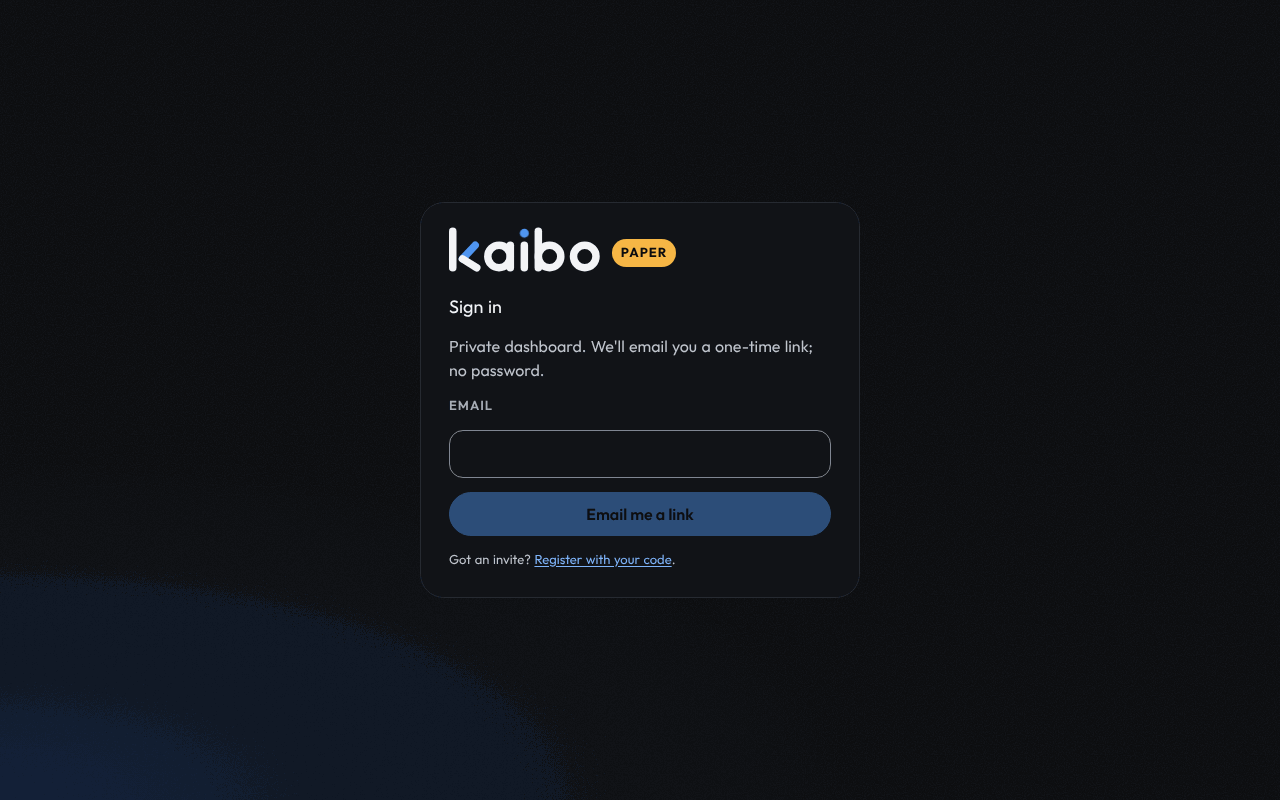 kaibo PAPER
Sign in
Private dashboard. We'll email you a one-time link;
no password.
EMAIL
Email me a link
Got an invite? Register with your code.